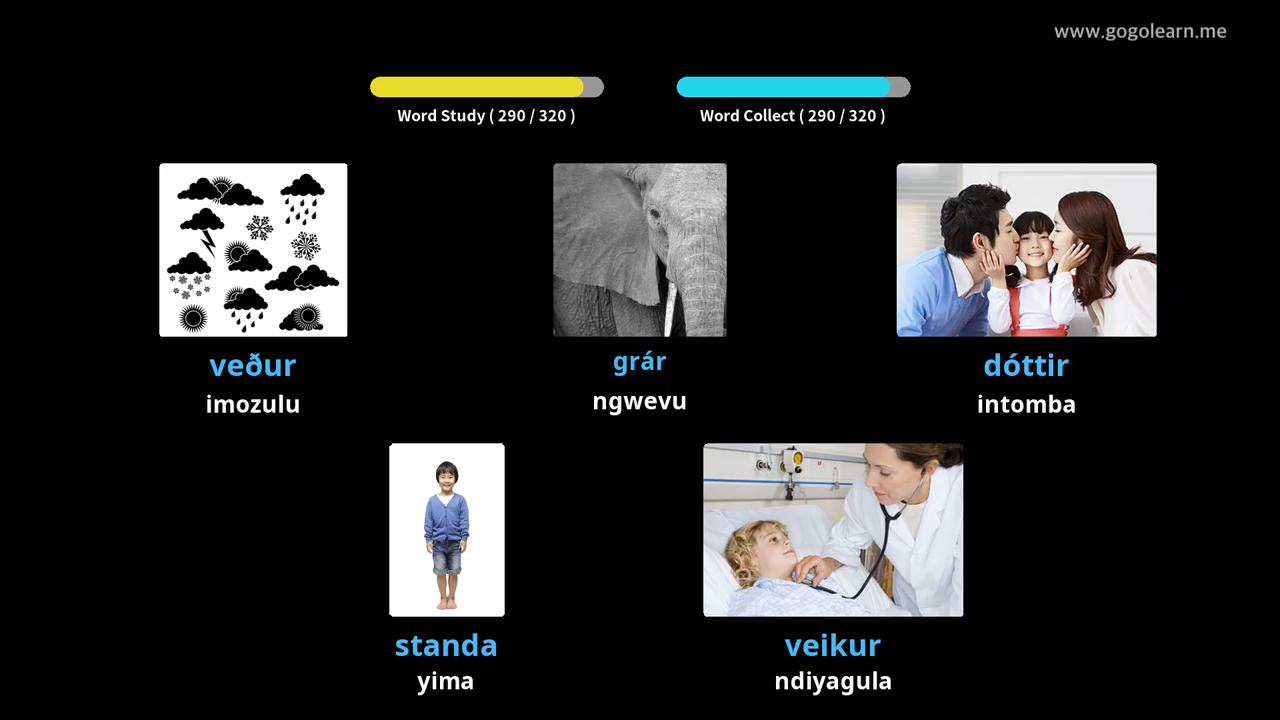 www.gogolearn.me
Word Study ( 290 / 320 )
Word Collect ( 290 / 320 )
veður
imozulu
grár
ngwevu
dóttir
intomba
standa
yima
veikur
ndiyagula